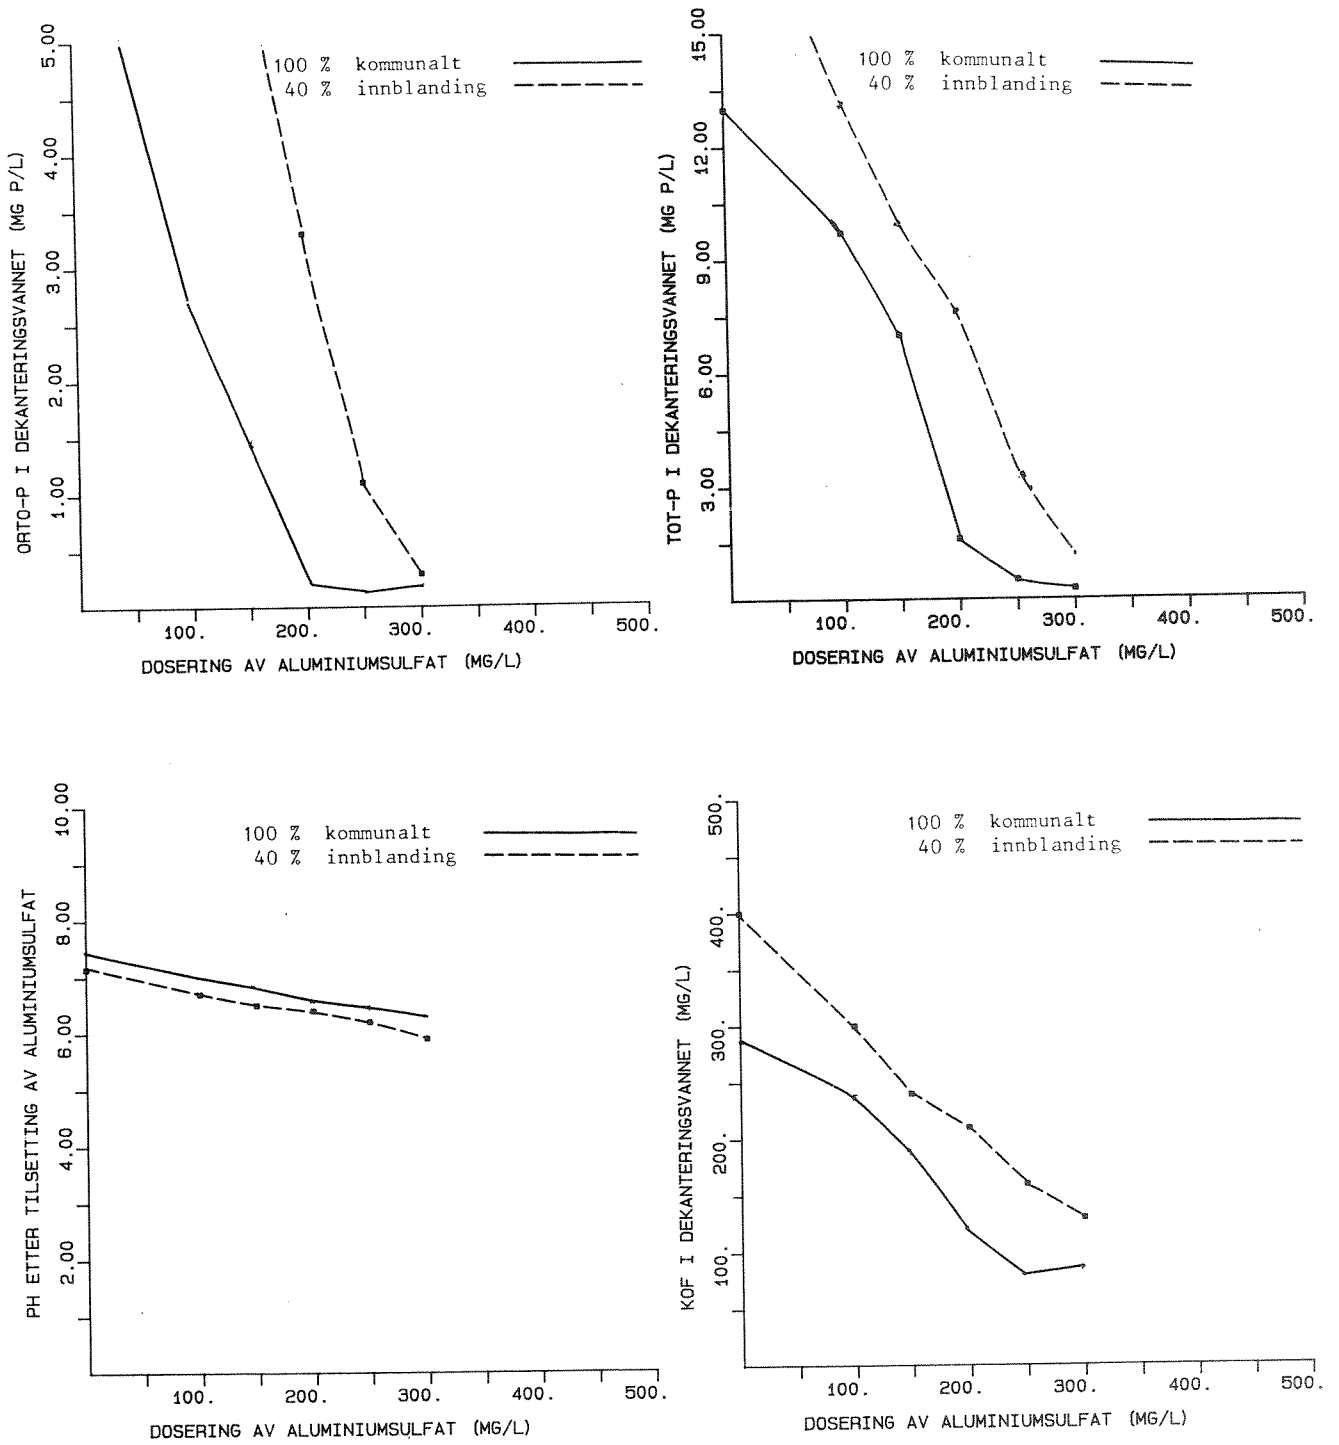 100 % kommunalt
40 % innblanding
5.00
4.00
3.00
2.00
1.00
ORTO-P I DEKANTERINGSVANNET (MG P/L)
100. 200. 300. 400. 500.
DOSERING AV ALUMINIUMSULFAT (MG/L)
100 % kommunalt
40 % innblanding
15.00
12.00
9.00
6.00
3.00
TOT-P I DEKANTERINGSVANNET (MG P/L)
100. 200. 300. 400. 500.
DOSERING AV ALUMINIUMSULFAT (MG/L)
100 % kommunalt
40 % innblanding
10.00
8.00
6.00
4.00
2.00
PH ETTER TILSETTING AV ALUMINIUMSULFAT
100. 200. 300. 400. 500.
DOSERING AV ALUMINIUMSULFAT (MG/L)
100 % kommunalt
40 % innblanding
500.
400.
300.
200.
100.
KOF I DEKANTERINGSVANNET (MG/L)
100. 200. 300. 400. 500.
DOSERING AV ALUMINIUMSULFAT (MG/L)